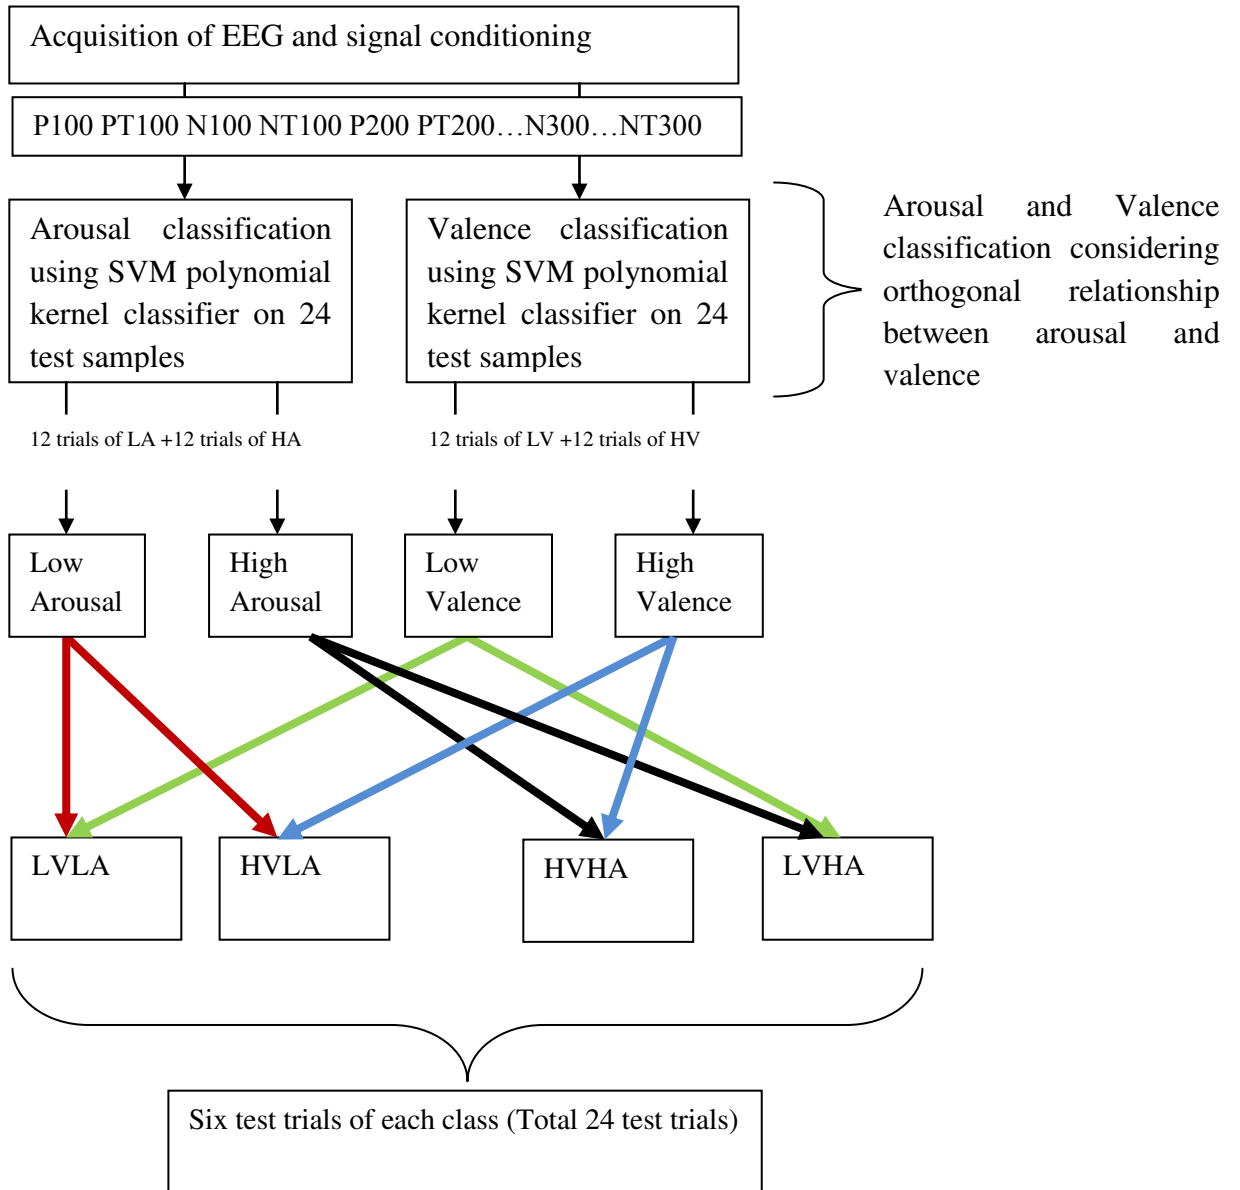 Acquisition of EEG and signal conditioning
P100 PT100 N100 NT100 P200 PT200…N300…NT300
Arousal classification
using SVM polynomial
kernel classifier on 24
test samples
Valence classification
using SVM polynomial
kernel classifier on 24
test samples
Arousal and Valence
classification considering
orthogonal relationship
between arousal and
valence
12 trials of LA +12 trials of HA
12 trials of LV +12 trials of HV
Low
Arousal
High
Arousal
Low
Valence
High
Valence
LVLA
HVLA
HVHA
LVHA
Six test trials of each class (Total 24 test trials)